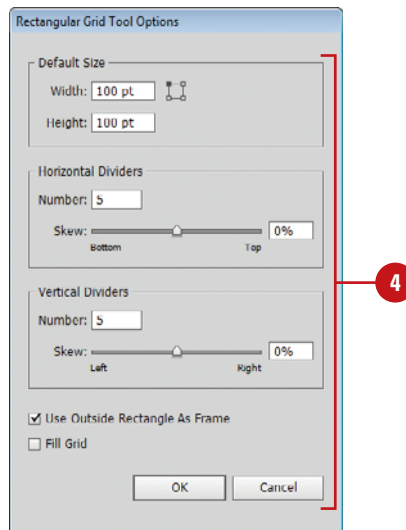 Rectangular Grid Tool Options
Default Size
Width: 100 pt
Height: 100 pt
Horizontal Dividers
Number: 5
Skew: 0%
Bottom Top
Vertical Dividers
Number: 5
Skew: 0%
Left Right
Use Outside Rectangle As Frame
Fill Grid
OK Cancel
4